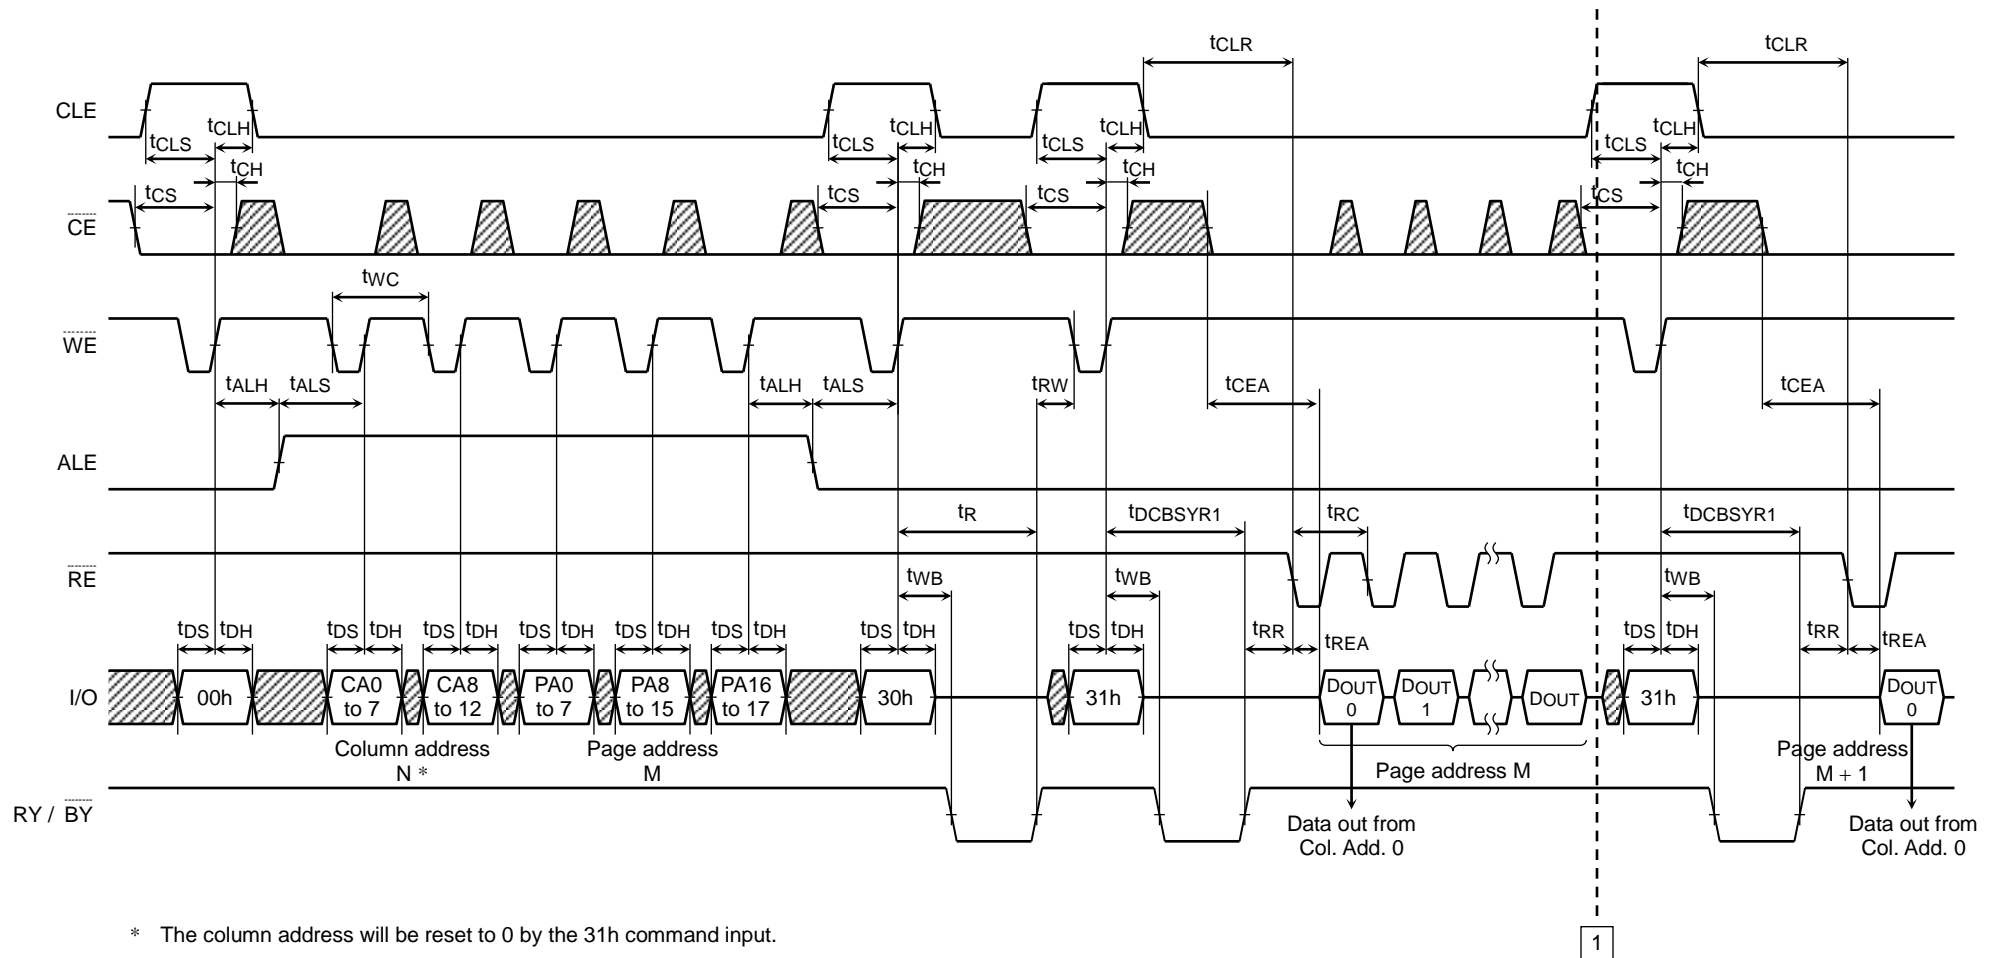 tCLR tCLR
CLE
tCLH tCLH tCLH tCLH
tCLS tCLS tCLS tCLS
tCH tCH tCH tCH
tCS tCS tCS tCS
CE
tWC
WE
tALH tALS tALH tALS tRW tCEA tCEA
ALE
tR tDCBSYR1 tRC tDCBSYR1
RE
tWB tWB tWB
tDS tDH tDS tDH tDS tDH tDS tDH tDS tDH tDS tDH tDS tDH tDS tDH tRR tREA tDS tDH tRR tREA
I/O
00h
CA0
to 7
CA8
to 12
PA0
to 7
PA8
to 15
PA16
to 17
30h
31h
DOUT
0
DOUT
1
DOUT
31h
DOUT
0
Column address
N *
Page address
M
Page address M
Page address
M + 1
RY / BY
Data out from
Col. Add. 0
Data out from
Col. Add. 0
* The column address will be reset to 0 by the 31h command input.
1